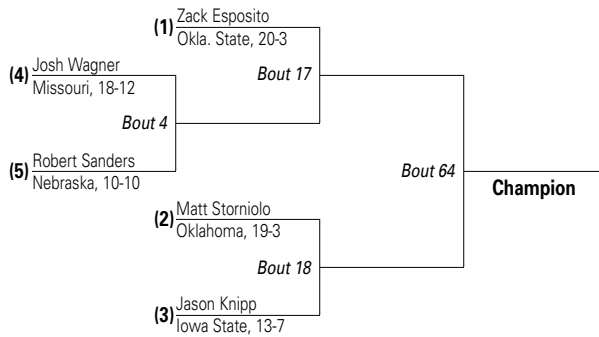 (1) Zack Esposito
Okla. State, 20-3
(4) Josh Wagner
Missouri, 18-12
Bout 17
Bout 4
(5) Robert Sanders
Nebraska, 10-10
Bout 64
Champion
(2) Matt Storniolo
Oklahoma, 19-3
Bout 18
(3) Jason Knipp
Iowa State, 13-7